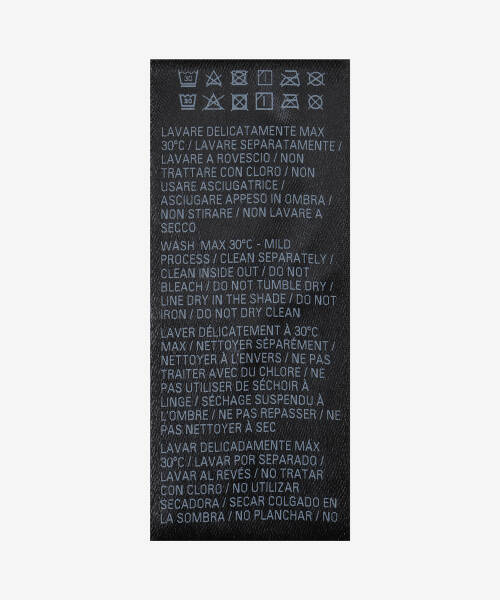 30
30
LAVARE DELICATAMENTE MAX
30°C / LAVARE SEPARATAMENTE /
LAVARE A ROVESCIO / NON
TRATTARE CON CLORO / NON
USARE ASCIUGATRICE /
ASCIUGARE APPESO IN OMBRA /
NON STIRARE / NON LAVARE A
SECCO
WASH MAX 30°C - MILD
PROCESS / CLEAN SEPARATELY /
CLEAN INSIDE OUT / DO NOT
BLEACH / DO NOT TUMBLE DRY /
LINE DRY IN THE SHADE / DO NOT
IRON / DO NOT DRY CLEAN
LAVER DÉLICATEMENT À 30°C
MAX / NETTOYER SÉPARÉMENT /
NETTOYER À L'ENVERS / NE PAS
TRAITER AVEC DU CHLORE / NE
PAS UTILISER DE SÉCHOIR À
LINGE / SÉCHAGE SUSPENDU À
L'OMBRE / NE PAS REPASSER / NE
PAS NETTOYER À SEC
LAVAR DELICADAMENTE MÁX
30°C / LAVAR POR SEPARADO /
LAVAR AL REVÉS / NO TRATAR
CON CLORO / NO UTILIZAR
SECADORA / SECAR COLGADO EN
LA SOMBRA / NO PLANCHAR / NO